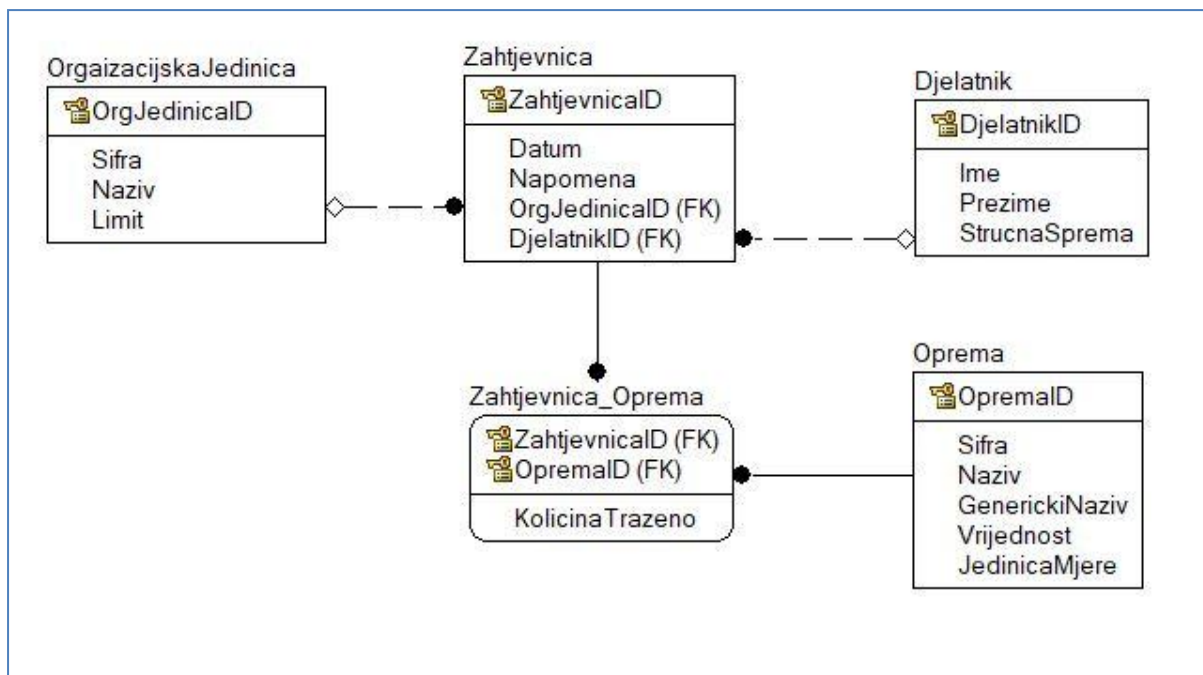 OrgaizacijskaJedinica
OrgJedinicaID
Sifra
Naziv
Limit
Zahtjevnica
ZahtjevnicaID
Datum
Napomena
OrgJedinicaID (FK)
DjelatnikID (FK)
Djelatnik
DjelatnikID
Ime
Prezime
StrucnaSprema
Zahtjevnica_Oprema
ZahtjevnicaID (FK)
OpremaID (FK)
KolicinaTrazeno
Oprema
OpremaID
Sifra
Naziv
GenerickiNaziv
Vrijednost
JedinicaMjere